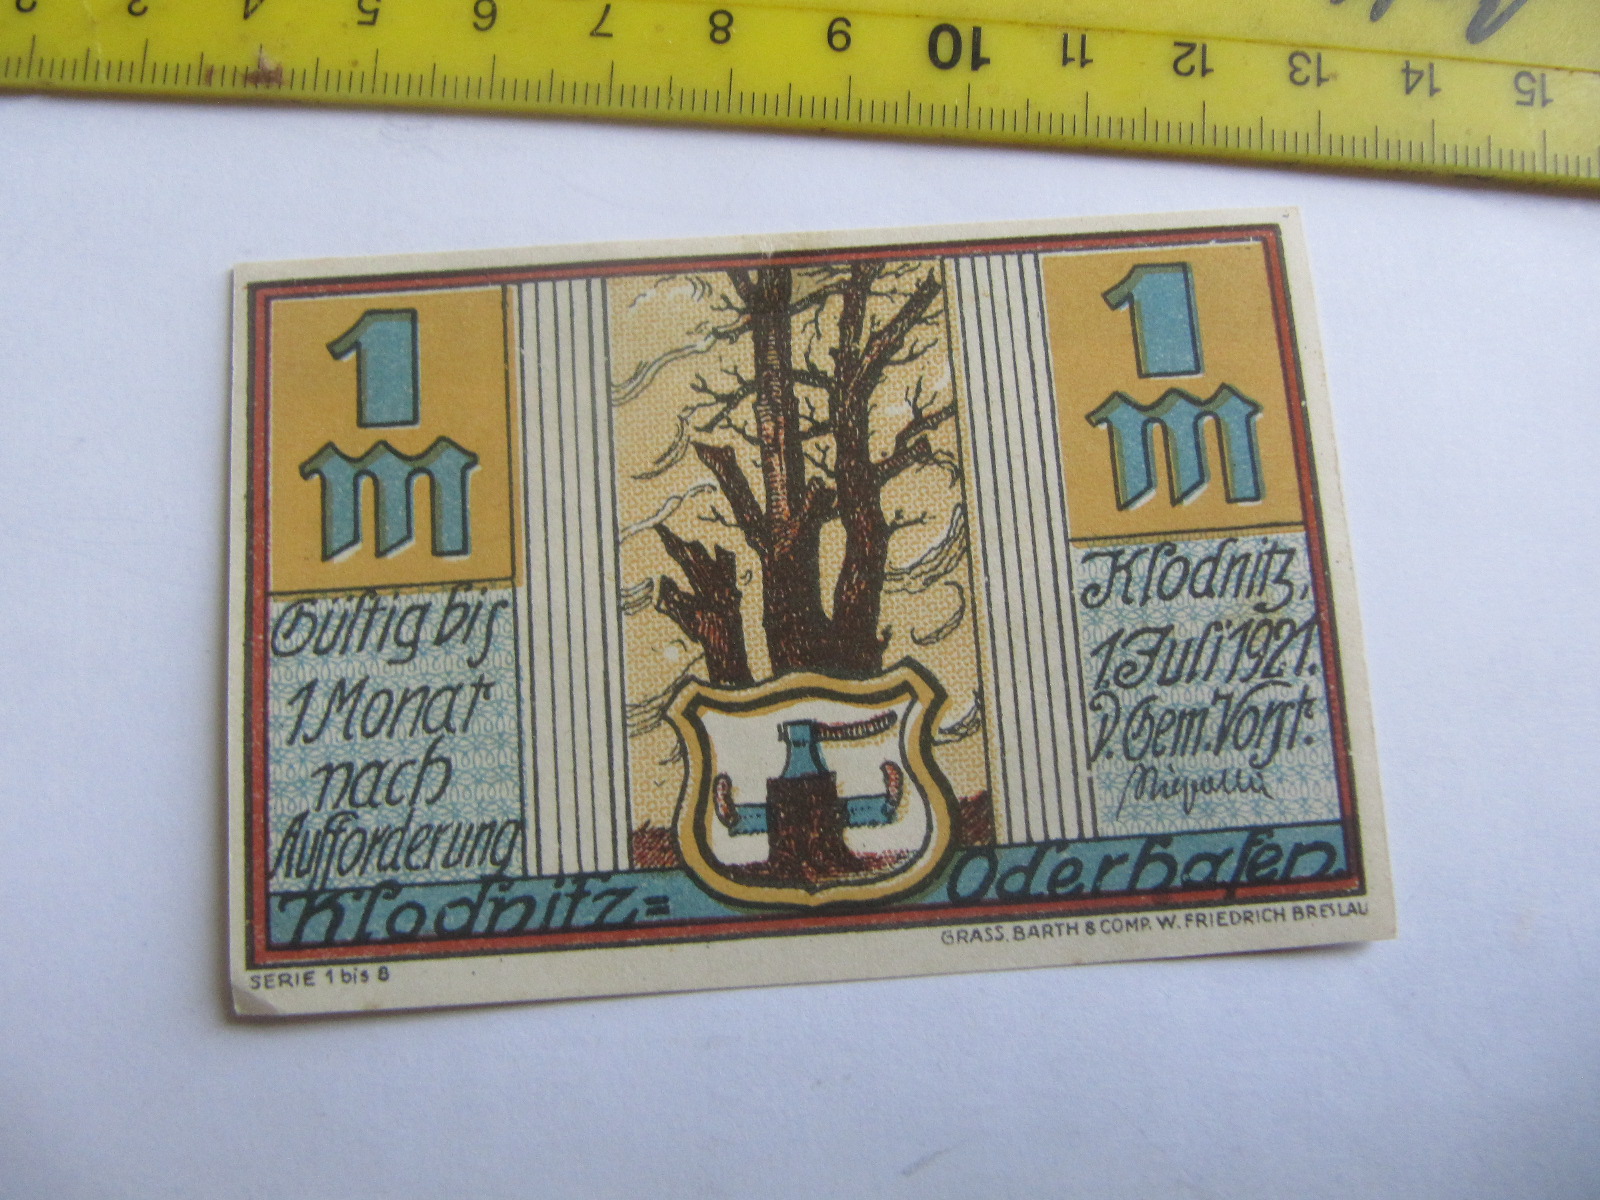 2 3 4 5 6 7 8 9 10 11 12 13 14 15
1
m
1
m
Gültig bis
1 Monat
nach
Aufforderung
Klodnitz,
1. Juli 1921.
D. Gem. Vorst.
Klodnitz=Oderhafen.
SERIE 1 bis 8
GRASS, BARTH & COMP. W. FRIEDRICH BRESLAU